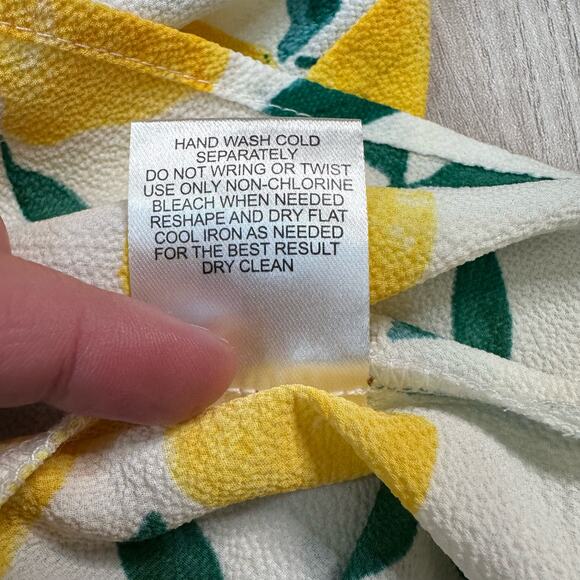 HAND WASH COLD
SEPARATELY
DO NOT WRING OR TWIST
USE ONLY NON-CHLORINE
BLEACH WHEN NEEDED
RESHAPE AND DRY FLAT
COOL IRON AS NEEDED
FOR THE BEST RESULT
DRY CLEAN